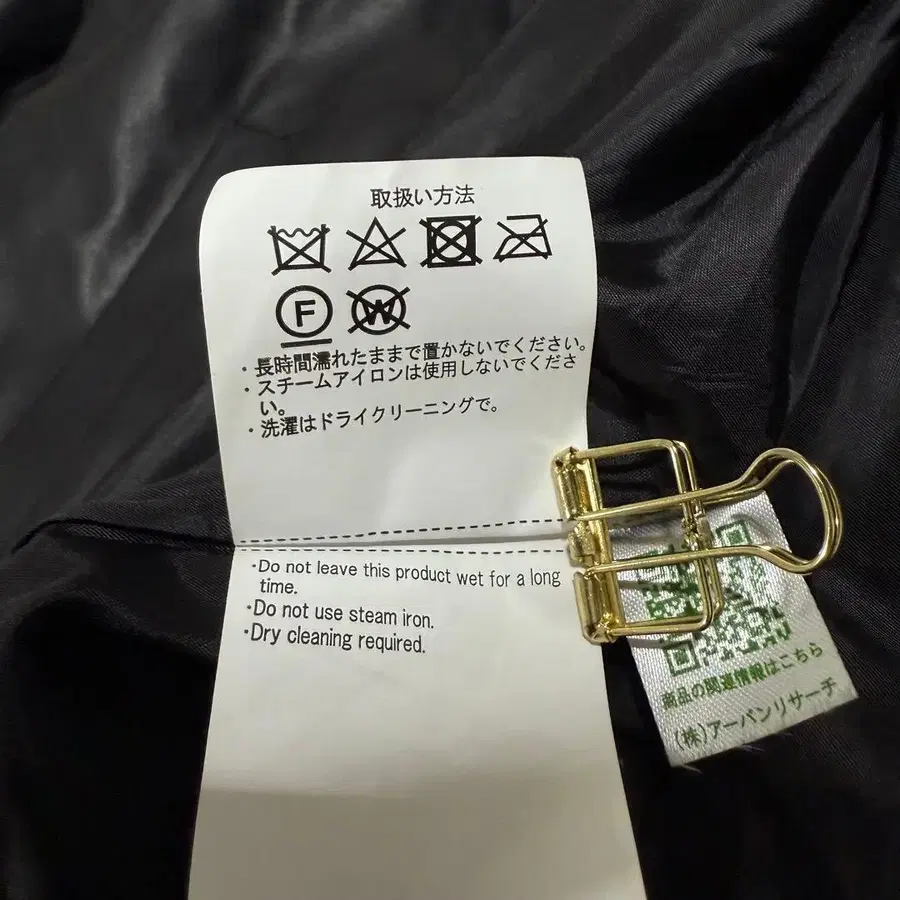 取扱い方法
F
W
・長時間濡れたままで置かないでください。
・スチームアイロンは使用しないでくださ
い。
・洗濯はドライクリーニングで。
・Do not leave this product wet for a long
time.
・Do not use steam iron.
・Dry cleaning required.
商品の関連情報はこちら
(株)アーバンリサーチ